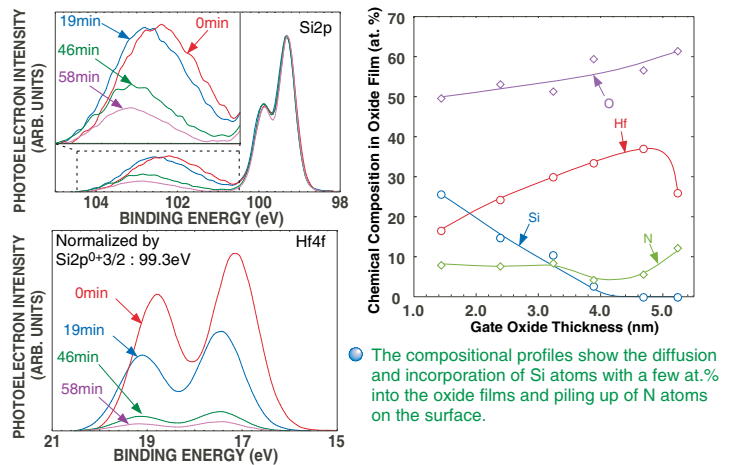 PHOTOELECTRON INTENSITY
(ARB. UNITS)
19min
0min
46min
58min
Si2p
104
102
100
98
BINDING ENERGY (eV)
PHOTOELECTRON INTENSITY
(ARB. UNITS)
Normalized by
Si2p0+3/2 : 99.3eV
Hf4f
0min
19min
46min
58min
21
19
17
15
BINDING ENERGY (eV)
Chemical Composition in Oxide Film (at. %)
70
60
50
40
30
20
10
0
O
Hf
Si
N
1.0
2.0
3.0
4.0
5.0
Gate Oxide Thickness (nm)
The compositional profiles show the diffusion
and incorporation of Si atoms with a few at.%
into the oxide films and piling up of N atoms
on the surface.